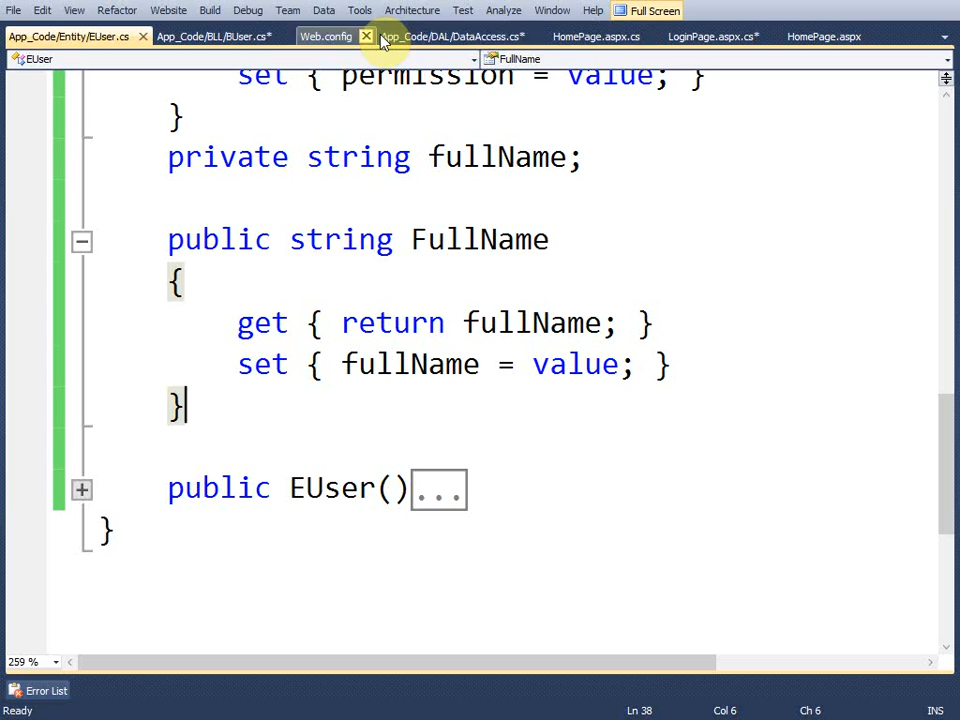 File Edit View Refactor Website Build Debug Team Data Tools Architecture Test Analyze Window Help Full Screen
App_Code/Entity/EUser.cs App_Code/BLL/BUser.cs* Web.config App_Code/DAL/DataAccess.cs* HomePage.aspx.cs LoginPage.aspx.cs* HomePage.aspx
EUser FullName
set { permission = value; }
}
private string fullName;
public string FullName
{
get { return fullName; }
set { fullName = value; }
}
public EUser()...
}
259 %
Error List
Ready Ln 38 Col 6 Ch 6 INS